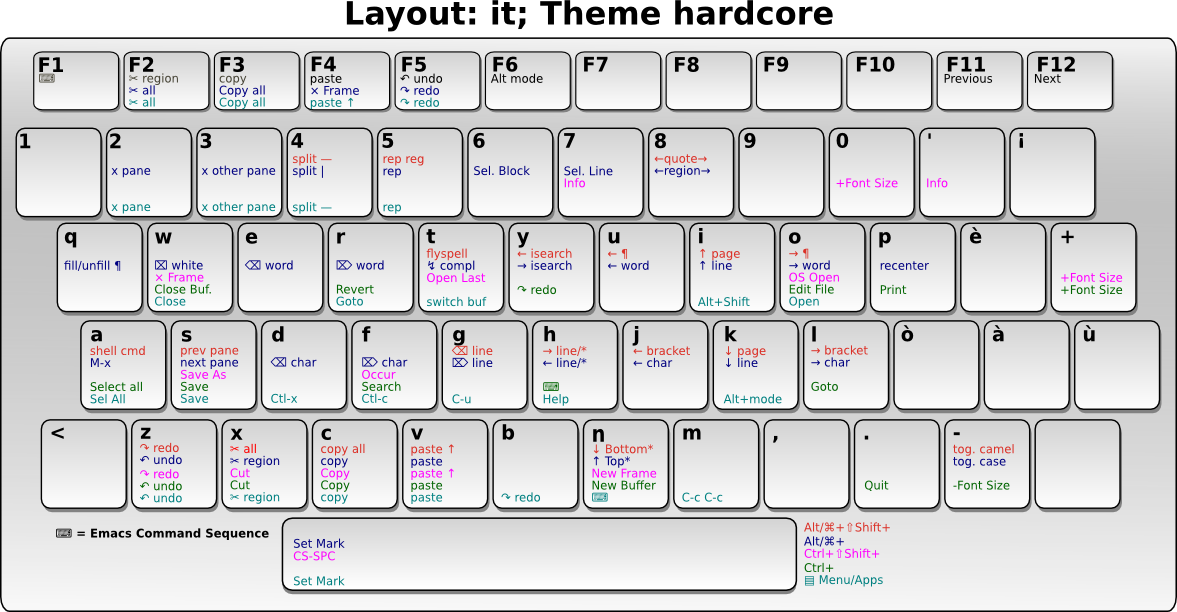 Layout: it; Theme hardcore
F1
⌨
F2
✂ region
✂ all
✂ all
F3
copy
Copy all
Copy all
F4
paste
× Frame
paste ↑
F5
↶ undo
↷ redo
↷ redo
F6
Alt mode
F7
F8
F9
F10
F11
Previous
F12
Next
1
2
x pane
x pane
3
x other pane
x other pane
4
split —
split |
split —
5
rep reg
rep
rep
6
Sel. Block
7
Sel. Line
Info
8
←quote→
←region→
9
0
+Font Size
'
Info
ì
q
fill/unfill ¶
w
⌧ white
× Frame
Close Buf.
Close
e
⌫ word
r
⌦ word
Revert
Goto
t
flyspell
↯ compl
Open Last
switch buf
y
← isearch
→ isearch
↷ redo
u
← ¶
← word
i
↑ page
↑ line
Alt+Shift
o
→ ¶
→ word
OS Open
Edit File
Open
p
recenter
Print
è
+
+Font Size
+Font Size
a
shell cmd
M-x
Select all
Sel All
s
prev pane
next pane
Save As
Save
Save
d
⌫ char
Ctl-x
f
⌦ char
Occur
Search
Ctl-c
g
⌫ line
⌦ line
C-u
h
→ line/*
← line/*
⌨
Help
j
← bracket
← char
k
↓ page
↓ line
Alt+mode
l
→ bracket
→ char
Goto
ò
à
ù
<
z
↷ redo
↶ undo
↷ redo
↶ undo
↶ undo
x
✂ all
✂ region
Cut
Cut
✂ region
c
copy all
copy
Copy
Copy
copy
v
paste ↑
paste
paste ↑
paste
paste
b
↷ redo
n
↓ Bottom*
↑ Top*
New Frame
New Buffer
⌨
m
C-c C-c
,
.
Quit
-
tog. camel
tog. case
-Font Size
⌨ = Emacs Command Sequence
Set Mark
CS-SPC
Set Mark
Alt/⌘+⇧Shift+
Alt/⌘+
Ctrl+⇧Shift+
Ctrl+
▤ Menu/Apps